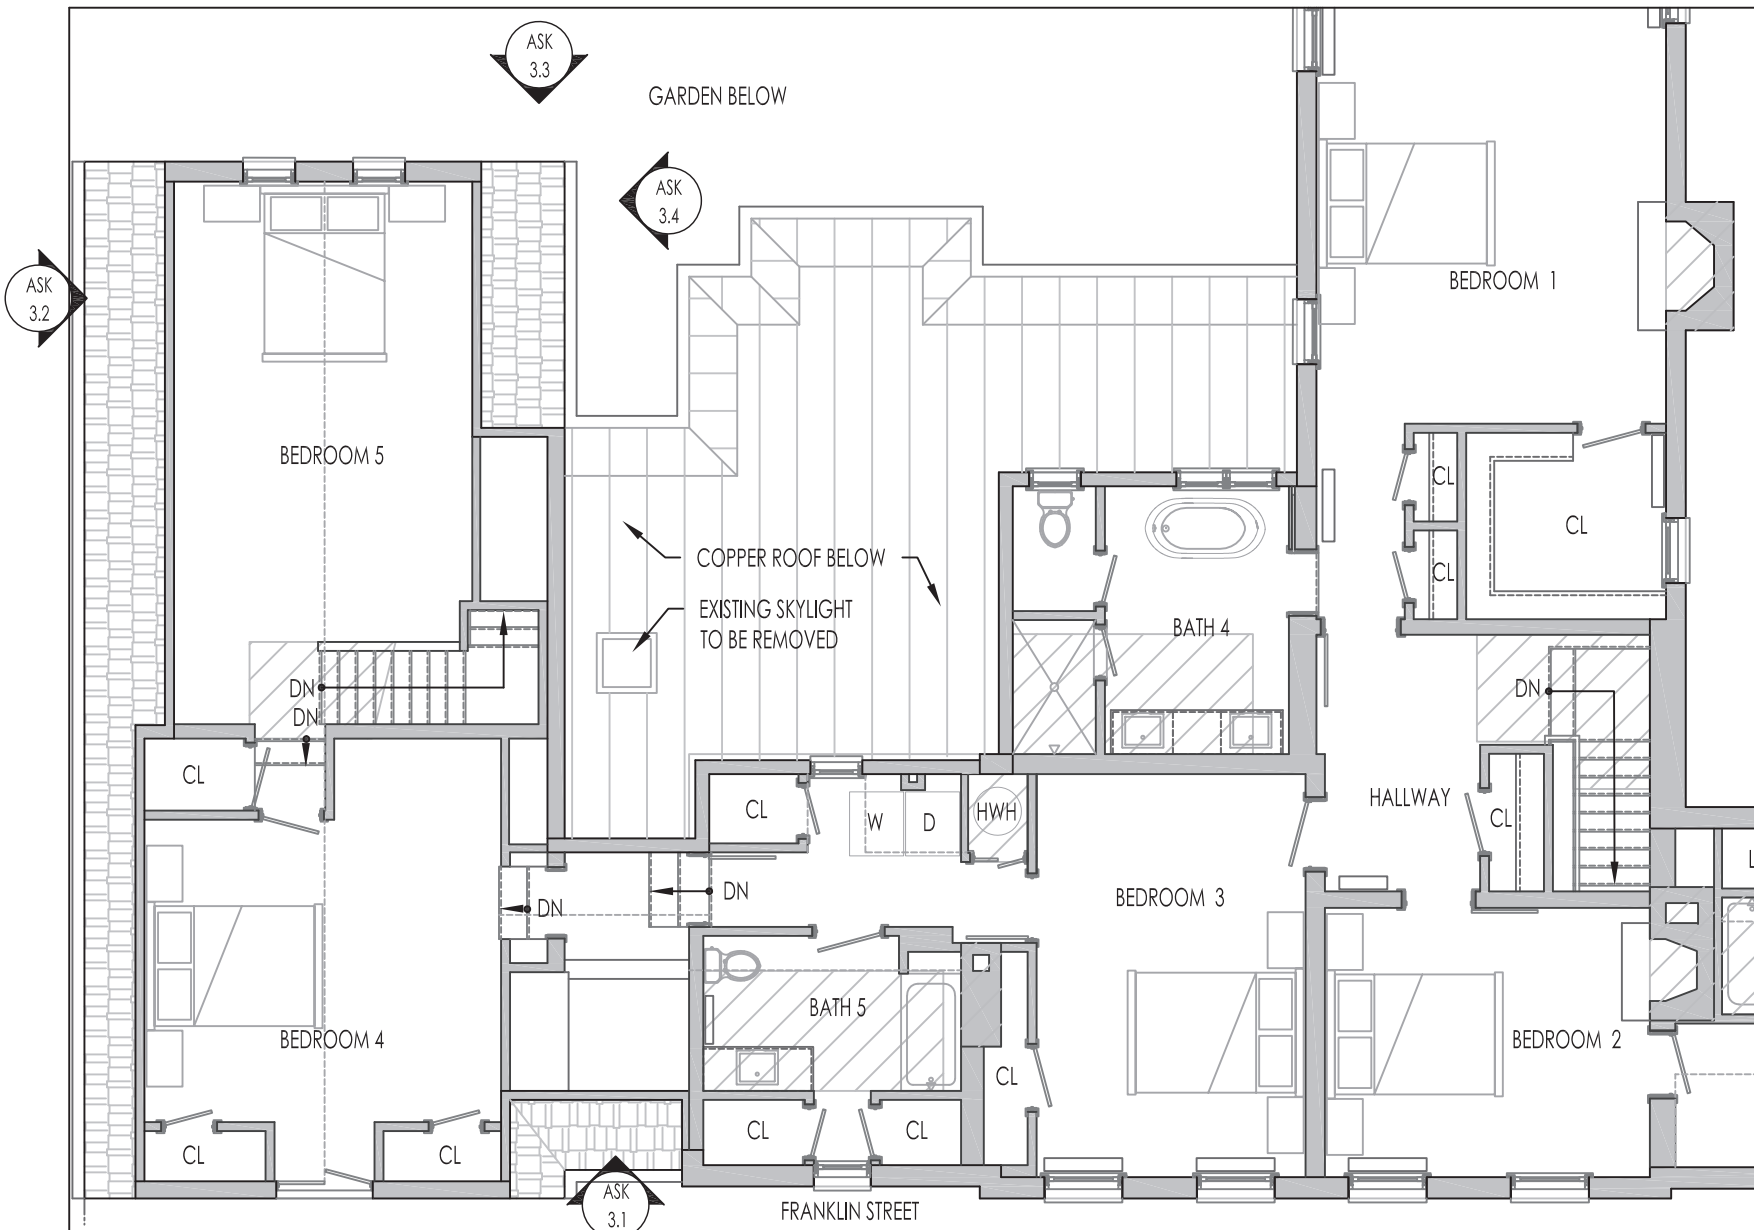 ASK
3.3
GARDEN BELOW
ASK
3.4
ASK
3.2
BEDROOM 1
BEDROOM 5
CL
CL
CL
COPPER ROOF BELOW
EXISTING SKYLIGHT
TO BE REMOVED
BATH 4
DN
DN
DN
CL
CL
W
D
HWH
HALLWAY
CL
L
DN
DN
BEDROOM 3
BATH 5
BEDROOM 4
BEDROOM 2
CL
CL
CL
CL
CL
ASK
3.1
FRANKLIN STREET